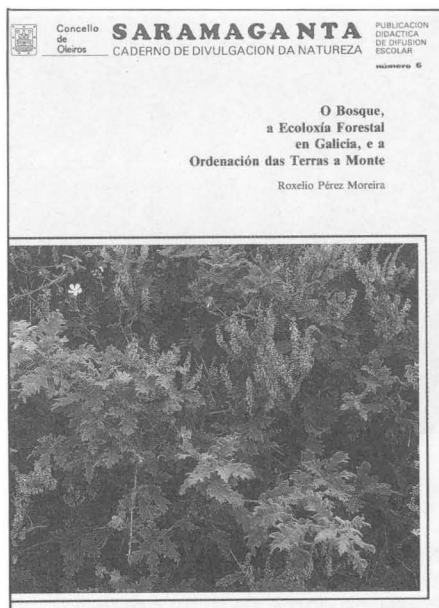 Concello
de
Oleiros
SARAMAGANTA
CADERNO DE DIVULGACION DA NATUREZA
PUBLICACION
DIDACTICA
DE DIFUSION
ESCOLAR
número 6
O Bosque,
a Ecoloxía Forestal
en Galicia, e a
Ordenación das Terras a Monte
Roxelio Pérez Moreira